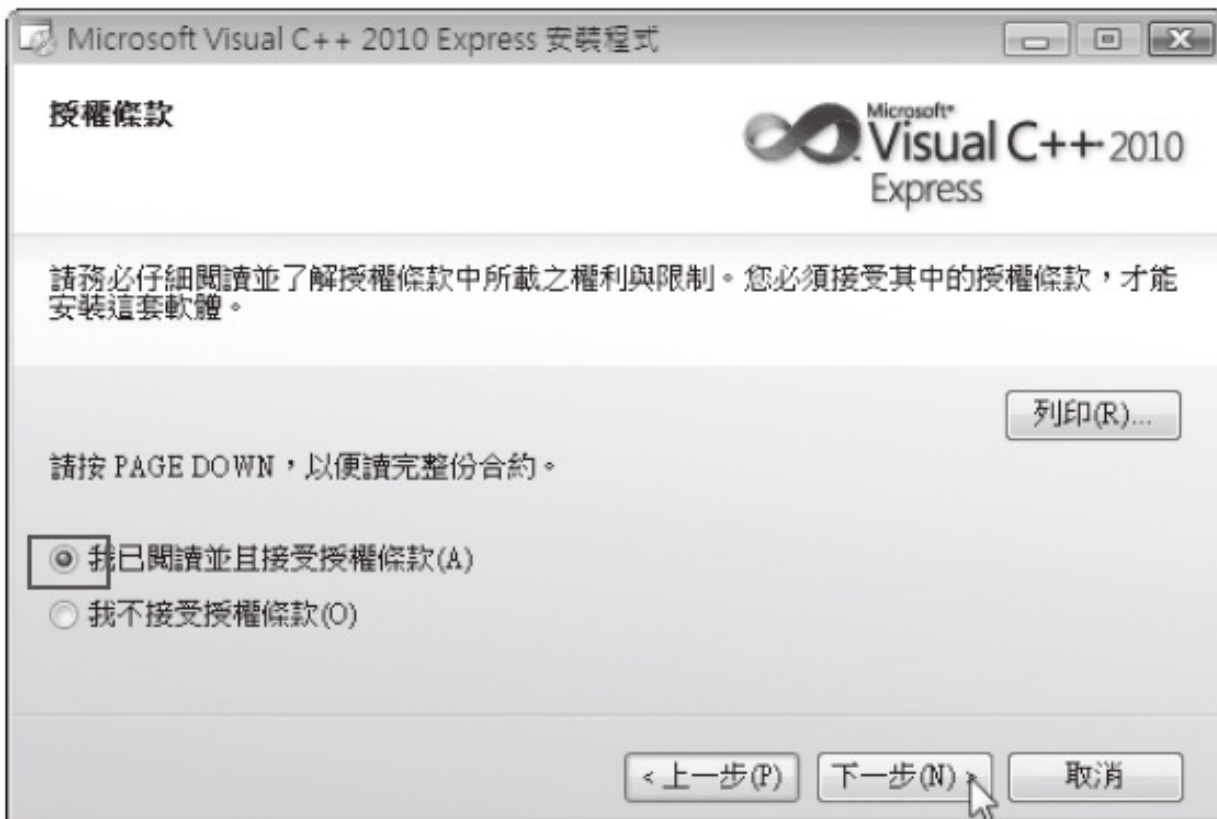 Microsoft Visual C++ 2010 Express 安裝程式
授權條款
Microsoft®
Visual C++ 2010
Express
請務必仔細閱讀並了解授權條款中所載之權利與限制。您必須接受其中的授權條款，才能
安裝這套軟體。
列印(R)...
請按 PAGE DOWN，以便讀完整份合約。
我已閱讀並且接受授權條款(A)
我不接受授權條款(O)
< 上一步(P)
下一步(N) >
取消